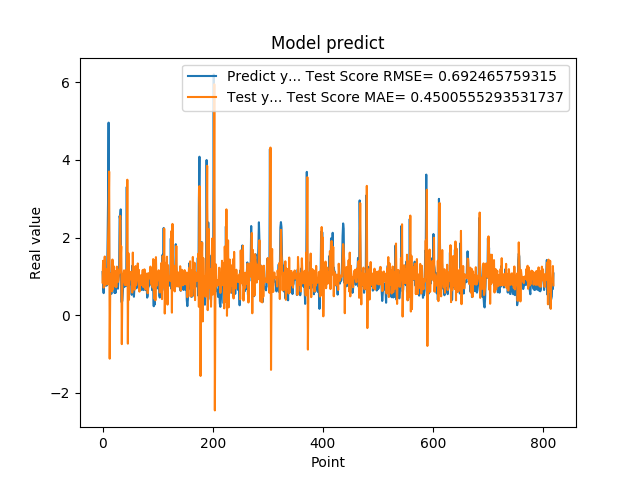 Model predict
Predict y... Test Score RMSE= 0.692465759315
Test y... Test Score MAE= 0.4500555293531737
Real value
6
4
2
0
−2
0 200 400 600 800
Point